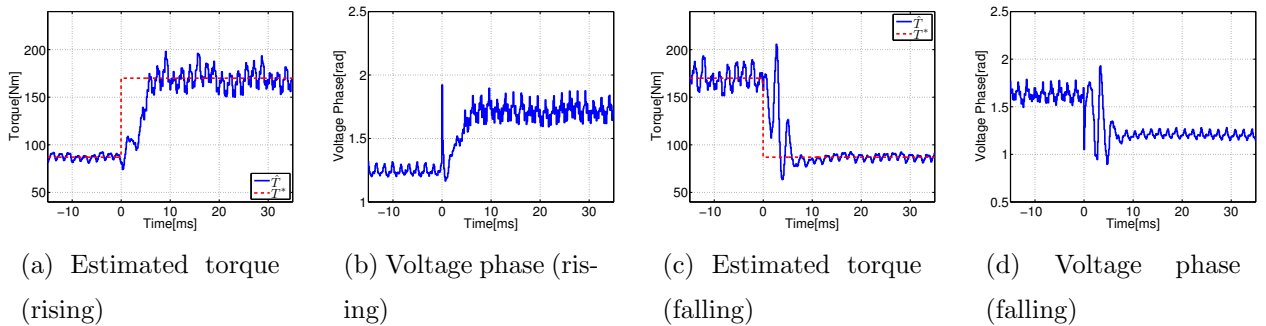 200
150
100
50
Torque[Nm]
−10 0 10 20 30
Time[ms]
T̂
T*
2.5
2
1.5
1
Voltage Phase[rad]
−10 0 10 20 30
Time[ms]
200
150
100
50
Torque[Nm]
−10 0 10 20 30
Time[ms]
T̂
T*
2.5
2
1.5
1
0.5
Voltage Phase[rad]
−10 0 10 20 30
Time[ms]
(a) Estimated torque
(rising)
(b) Voltage phase (ris-
ing)
(c) Estimated torque
(falling)
(d) Voltage phase
(falling)